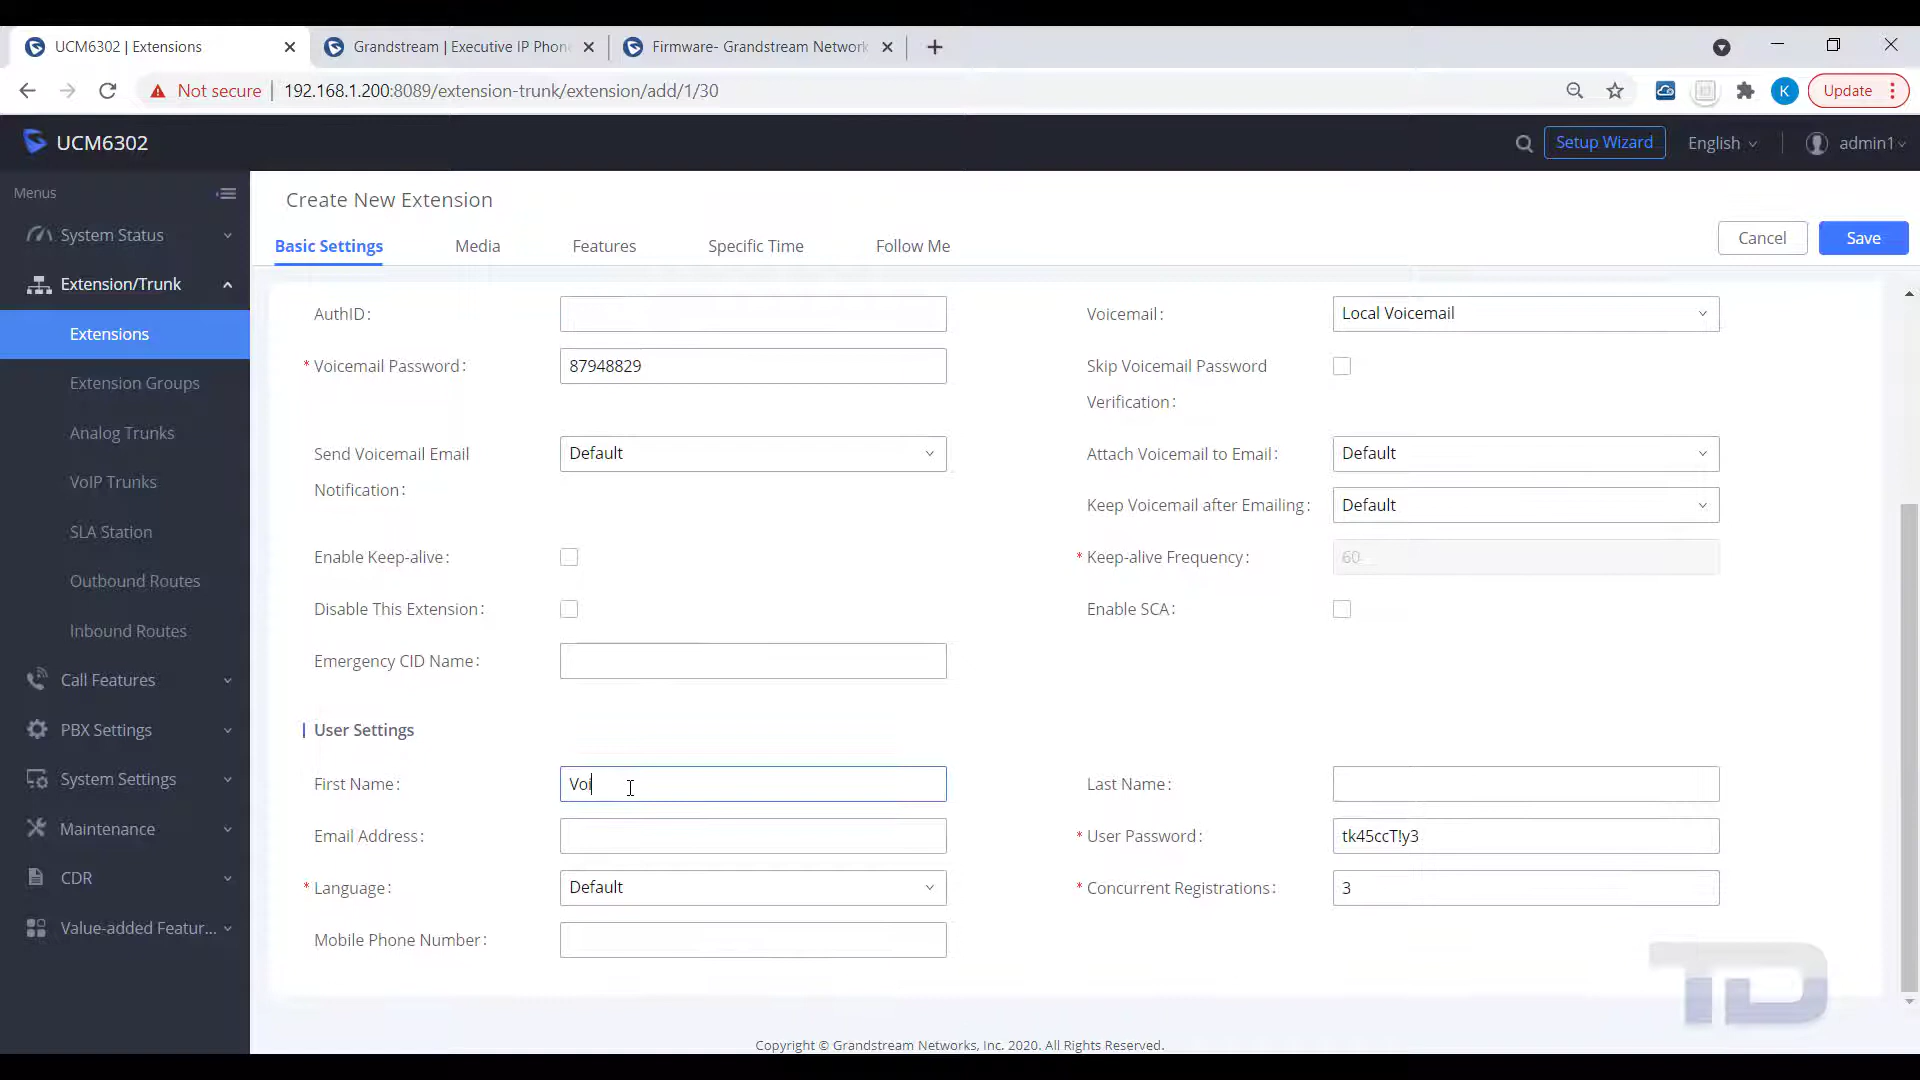 UCM6302 | Extensions
Grandstream | Executive IP Phon
Firmware- Grandstream Network
Not secure
192.168.1.200:8089/extension-trunk/extension/add/1/30
K
Update
UCM6302
Setup Wizard
English
admin1
Menus
System Status
Extension/Trunk
Extensions
Extension Groups
Analog Trunks
VoIP Trunks
SLA Station
Outbound Routes
Inbound Routes
Call Features
PBX Settings
System Settings
Maintenance
CDR
Value-added Featur...
Create New Extension
Basic Settings
Media
Features
Specific Time
Follow Me
Cancel
Save
AuthID:
Voicemail: Local Voicemail
* Voicemail Password: 87948829
Skip Voicemail Password
Verification:
Send Voicemail Email
Notification:
Default
Attach Voicemail to Email: Default
Keep Voicemail after Emailing: Default
Enable Keep-alive:
* Keep-alive Frequency: 60
Disable This Extension:
Enable SCA:
Emergency CID Name:
User Settings
First Name: Voi
Last Name:
Email Address:
* User Password: tk45ccT!y3
* Language: Default
* Concurrent Registrations: 3
Mobile Phone Number:
TD
Copyright © Grandstream Networks, Inc. 2020. All Rights Reserved.